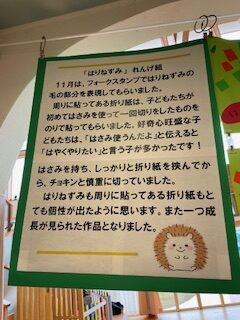 「はりねずみ」 れんげ組
11月は、フォークスタンプではりねずみの
毛の部分を表現してもらいました。
周りに貼ってある折り紙は、子どもたちが
初めてはさみを使って一回切りをしたものを
のりで貼ってもらいました。好奇心旺盛な子
どもたちは、「はさみ使うんだよ」と伝えると
「はやくやりたい」と言う子が多かったです！
はさみを持ち、しっかりと折り紙を挟んでか
ら、チョキンと慎重に切っていました。
はりねずみも周りに貼ってある折り紙もと
ても個性が出たように思います。また一つ成
長が見られた作品となりました。